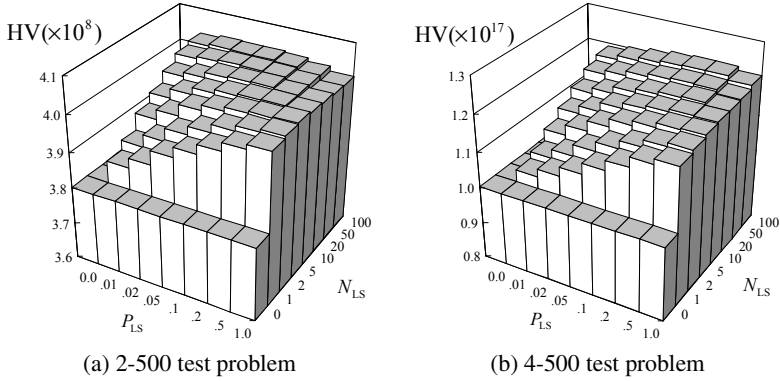 HV(×10⁸)
4.1
4.0
3.9
3.8
3.7
3.6
0.0 .01 .02 .05 .1 .2 .5 1.0
P_LS
0 1 2 5 10 20 50 100
N_LS
(a) 2-500 test problem
HV(×10¹⁷)
1.3
1.2
1.1
1.0
0.9
0.8
0.0 .01 .02 .05 .1 .2 .5 1.0
P_LS
0 1 2 5 10 20 50 100
N_LS
(b) 4-500 test problem